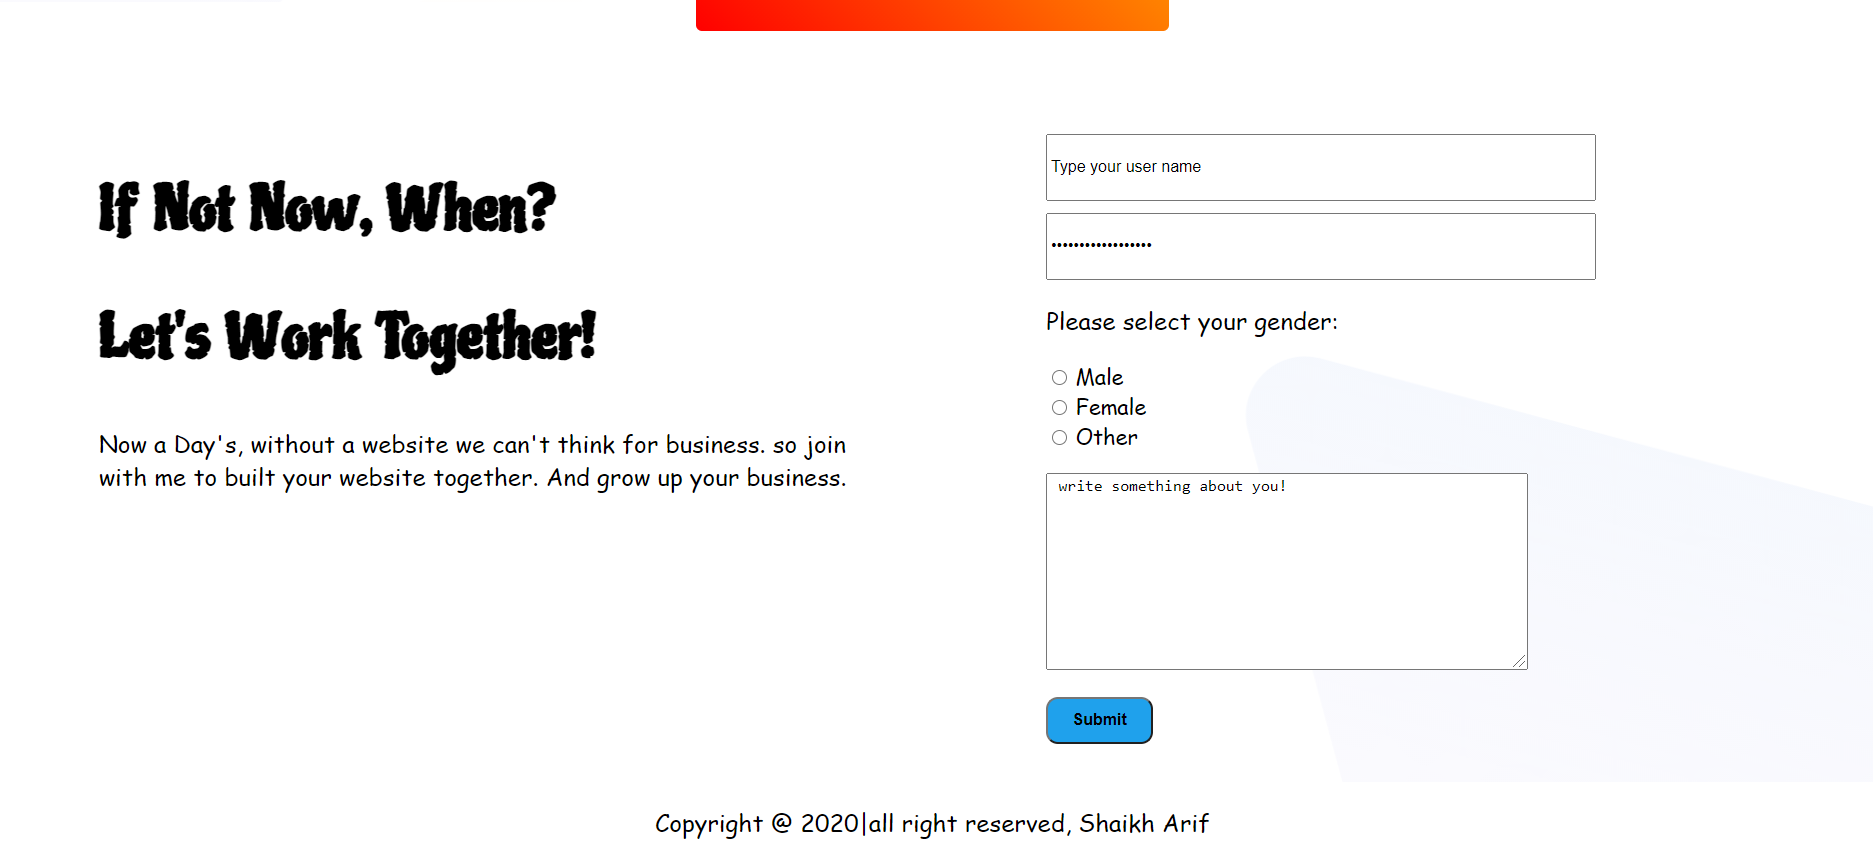 If Not Now, When?
Let's Work Together!
Now a Day's, without a website we can't think for business. so join
with me to built your website together. And grow up your business.
Type your user name
••••••••••••••••••
Please select your gender:
Male
Female
Other
write something about you!
Submit
Copyright @ 2020|all right reserved, Shaikh Arif